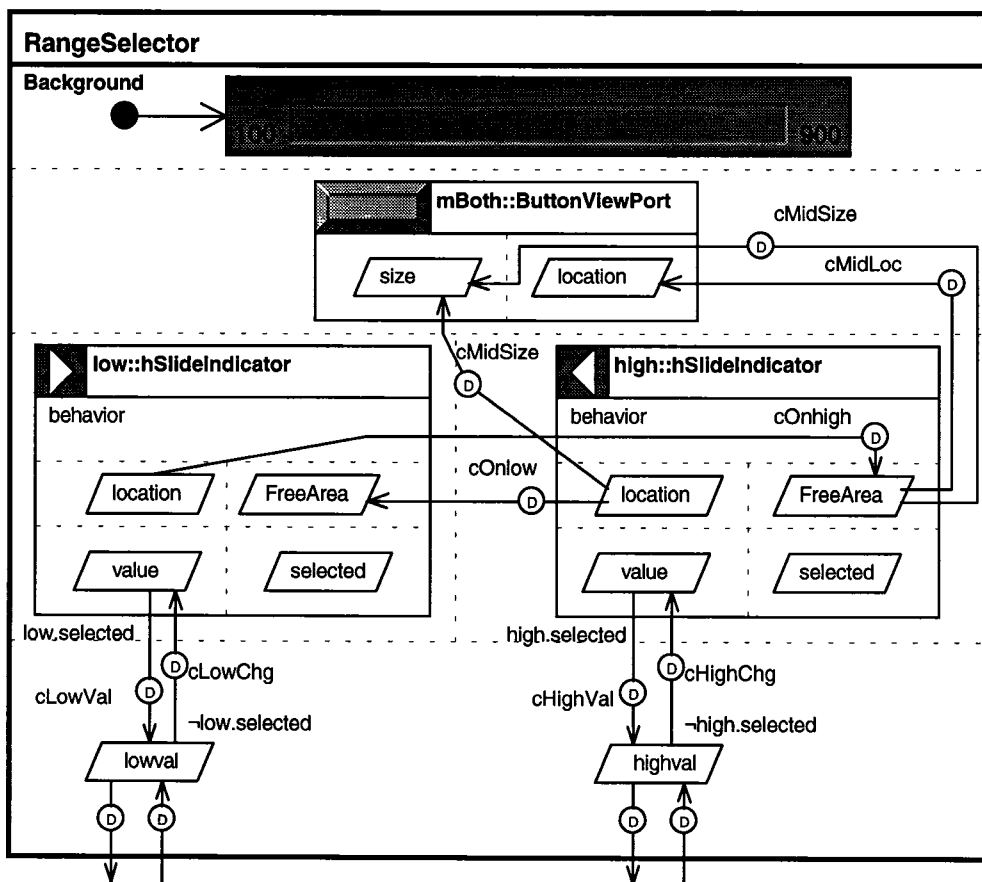 RangeSelector
Background
100
900
mBoth::ButtonViewPort
cMidSize
D
size
location
cMidLoc
D
cMidSize
D
low::hSlideIndicator
high::hSlideIndicator
behavior
behavior
cOnhigh
D
location
FreeArea
cOnlow
D
location
FreeArea
value
selected
value
selected
low.selected
high.selected
D
cLowChg
D
cHighChg
cLowVal
D
cHighVal
D
¬low.selected
¬high.selected
lowval
highval
D
D
D
D